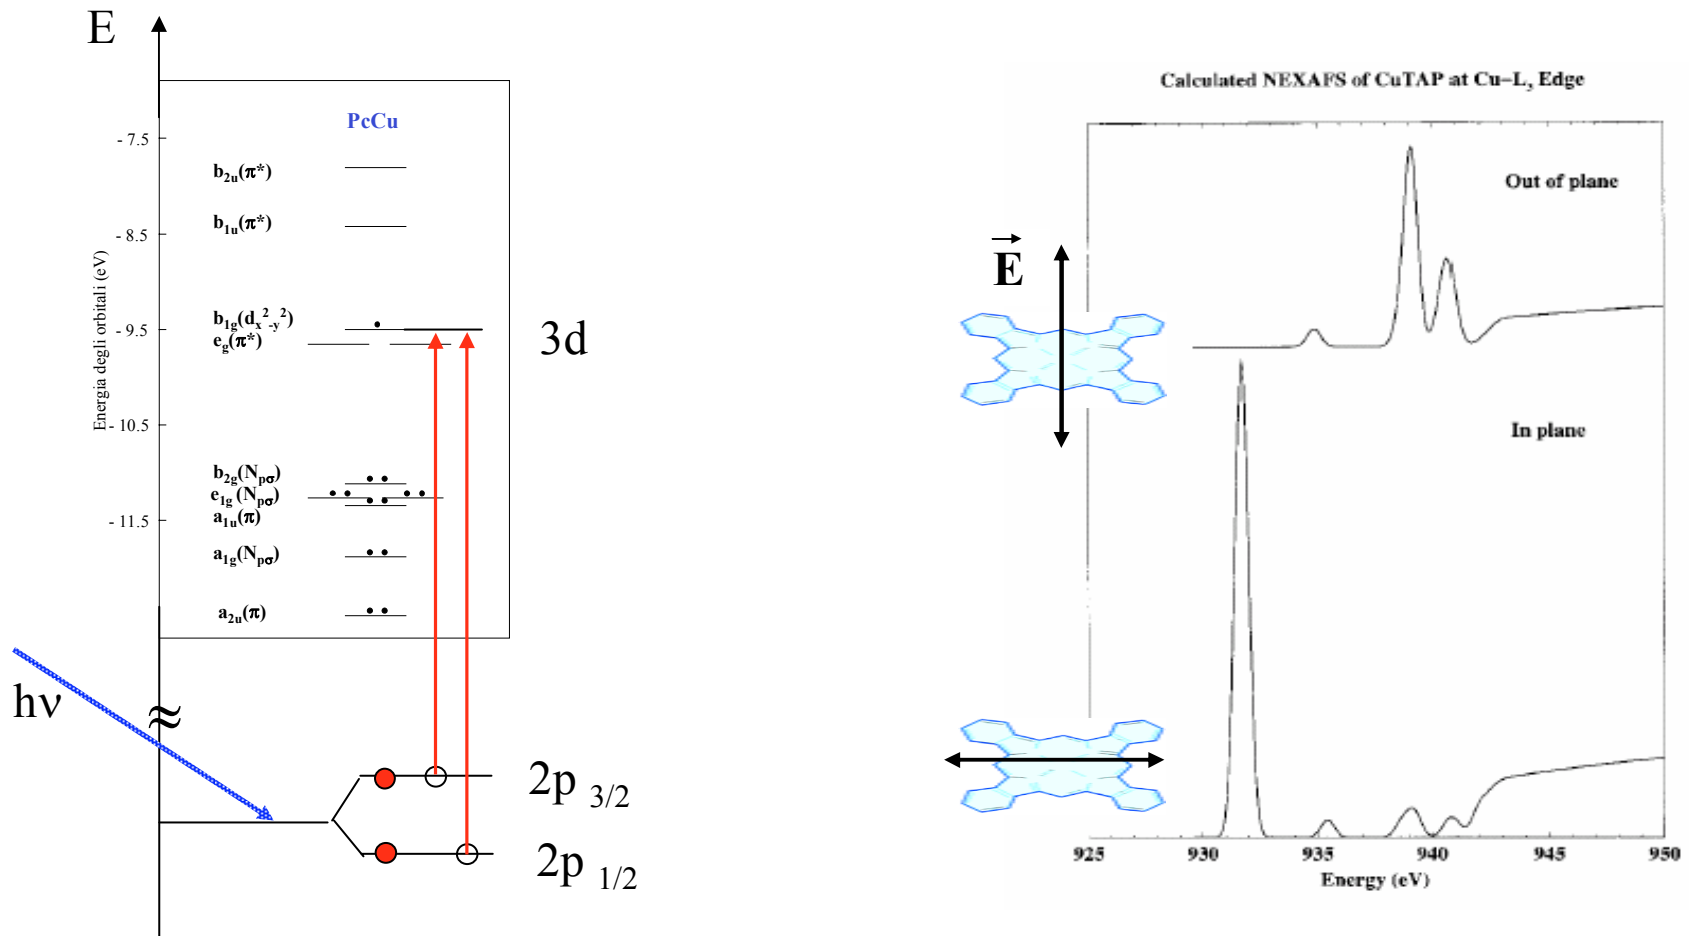 E
PcCu
- 7.5
b2u(π*)
b1u(π*)
- 8.5
Energia degli orbitali (eV)
b1g(dx²-y²)
- 9.5
eg(π*)
3d
- 10.5
b2g(Npσ)
e1g (Npσ)
a1u(π)
- 11.5
a1g(Npσ)
a2u(π)
hν
≈
2p 3/2
2p 1/2
Calculated NEXAFS of CuTAP at Cu-L3 Edge
Out of plane
E
In plane
925 930 935 940 945 950
Energy (eV)